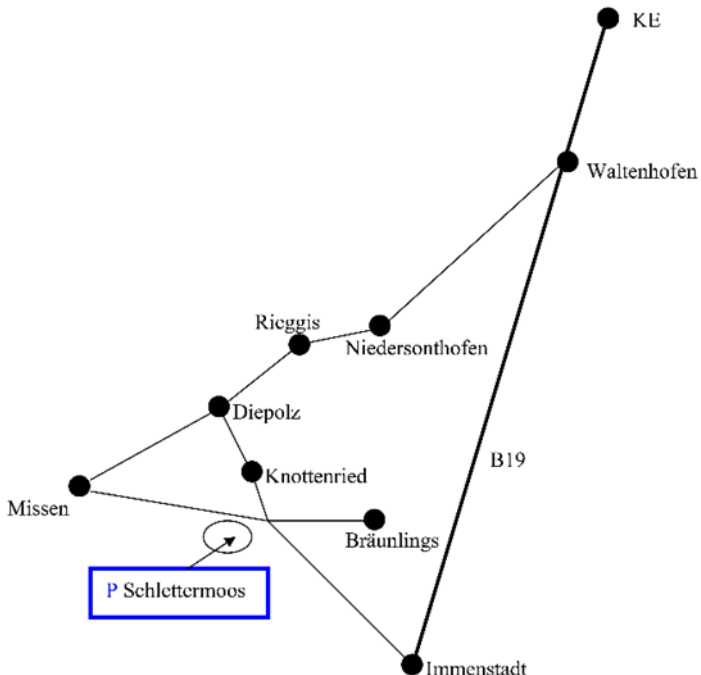 KE
Waltenhofen
Rieggis
Niedersonthofen
Diepolz
B19
Knottenried
Missen
Bräunlings
P Schlettermoos
Immenstadt